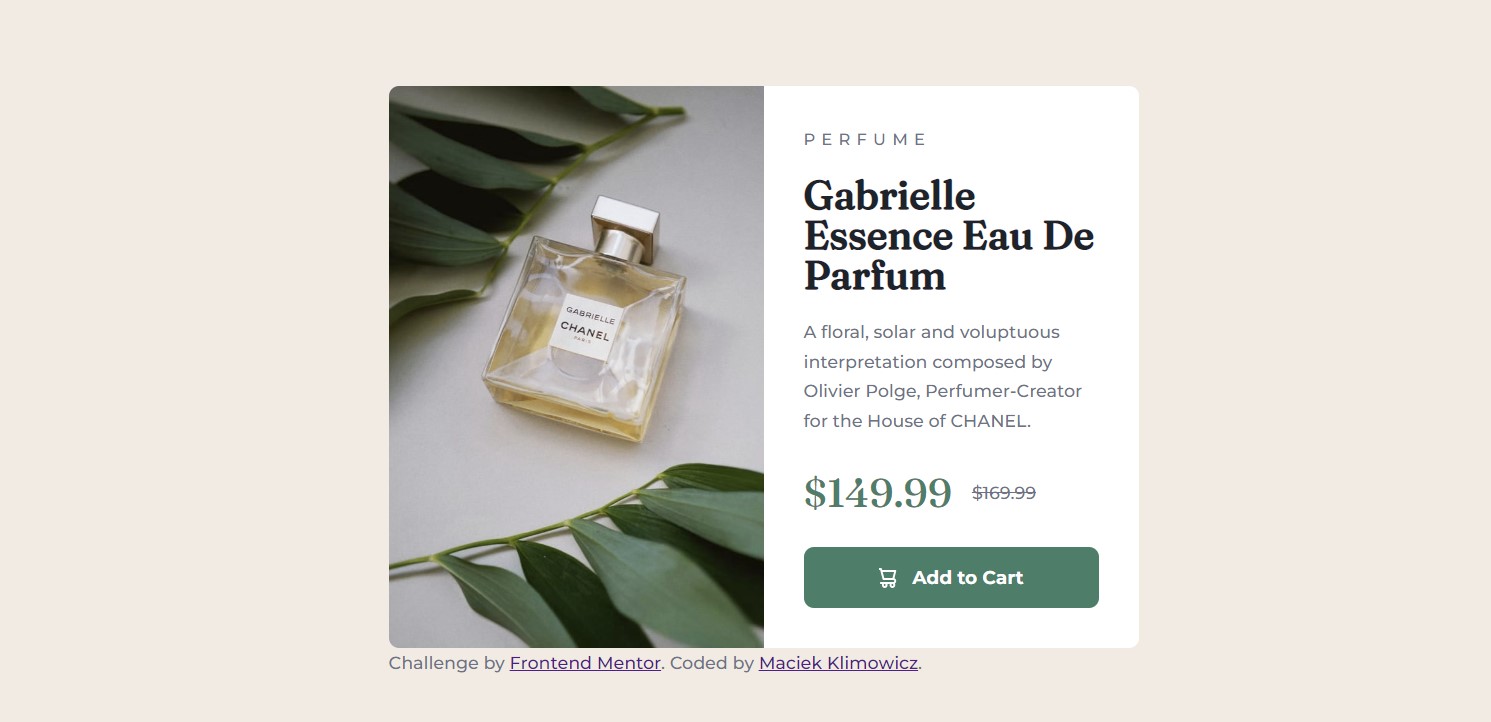 GABRIELLE
CHANEL
PARIS
PERFUME
Gabrielle
Essence Eau De
Parfum
A floral, solar and voluptuous
interpretation composed by
Olivier Polge, Perfumer-Creator
for the House of CHANEL.
$149.99 $169.99
Add to Cart
Challenge by Frontend Mentor. Coded by Maciek Klimowicz.